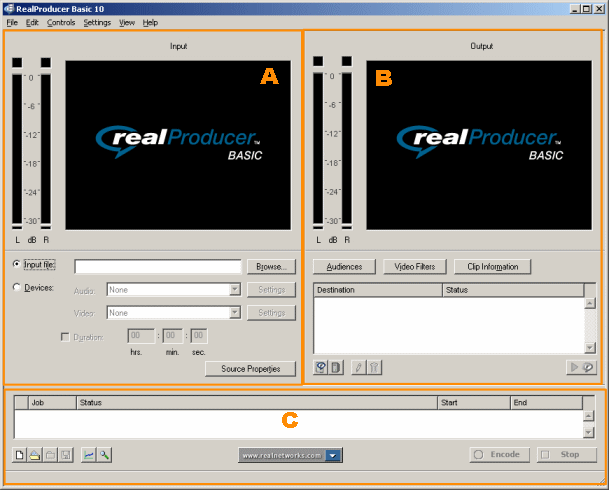 RealProducer Basic 10
File Edit Controls Settings View Help
Input
A
0
-6
-12
-18
-24
-30
L dB R
realProducer™
BASIC
Output
B
0
-6
-12
-18
-24
-30
L dB R
realProducer™
BASIC
Input file:
Browse...
Devices:
Audio: None Settings
Video: None Settings
Duration: 00 : 00 : 00
hrs. min. sec.
Source Properties
Audiences Video Filters Clip Information
Destination Status
Job Status Start End
C
www.realnetworks.com
Encode Stop